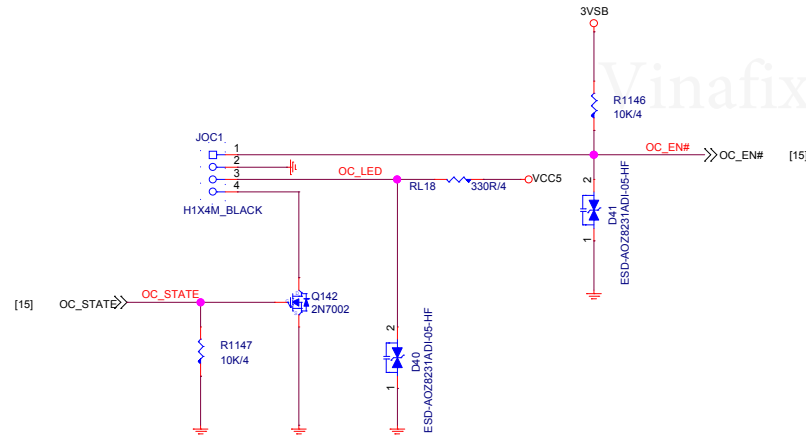 3VSB
Vinafix
R1146
10K/4
JOC1
1
2
3
4
H1X4M_BLACK
OC_EN#
OC_EN#
[15]
OC_LED
RL18
330R/4
VCC5
2
1
D41
ESD-AOZ8231ADI-05-HF
[15]
OC_STATE
OC_STATE
Q142
2N7002
R1147
10K/4
2
1
D40
ESD-AOZ8231ADI-05-HF